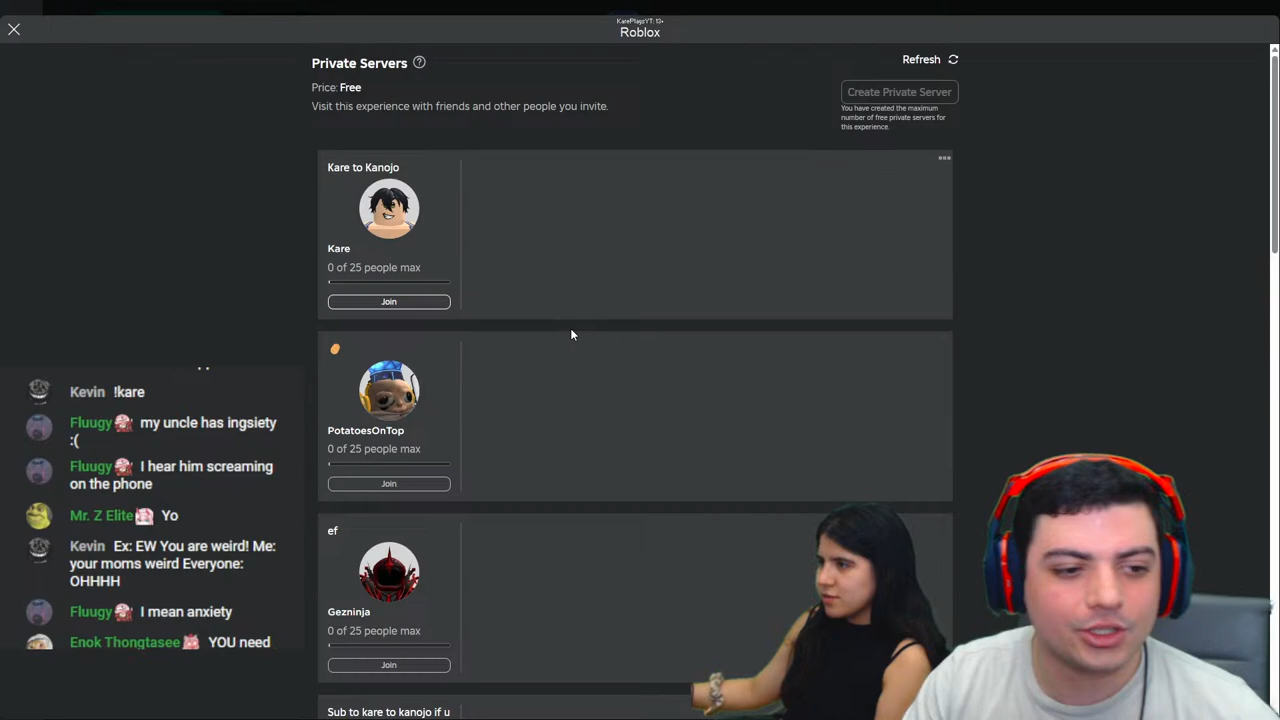 KarePlaysYT: 13+
Roblox
Private Servers
Refresh
Price: Free
Create Private Server
Visit this experience with friends and other people you invite.
You have created the maximum
number of free private servers for
this experience.
Kare to Kanojo
Kare
0 of 25 people max
Join
PotatoesOnTop
0 of 25 people max
Join
ef
Gezninja
0 of 25 people max
Join
Sub to kare to kanojo if u
Kevin !kare
Fluugy my uncle has ingsiety
:(
Fluugy I hear him screaming
on the phone
Mr. Z Elite Yo
Kevin Ex: EW You are weird! Me:
your moms weird Everyone:
OHHHH
Fluugy I mean anxiety
Enok Thongtasee YOU need